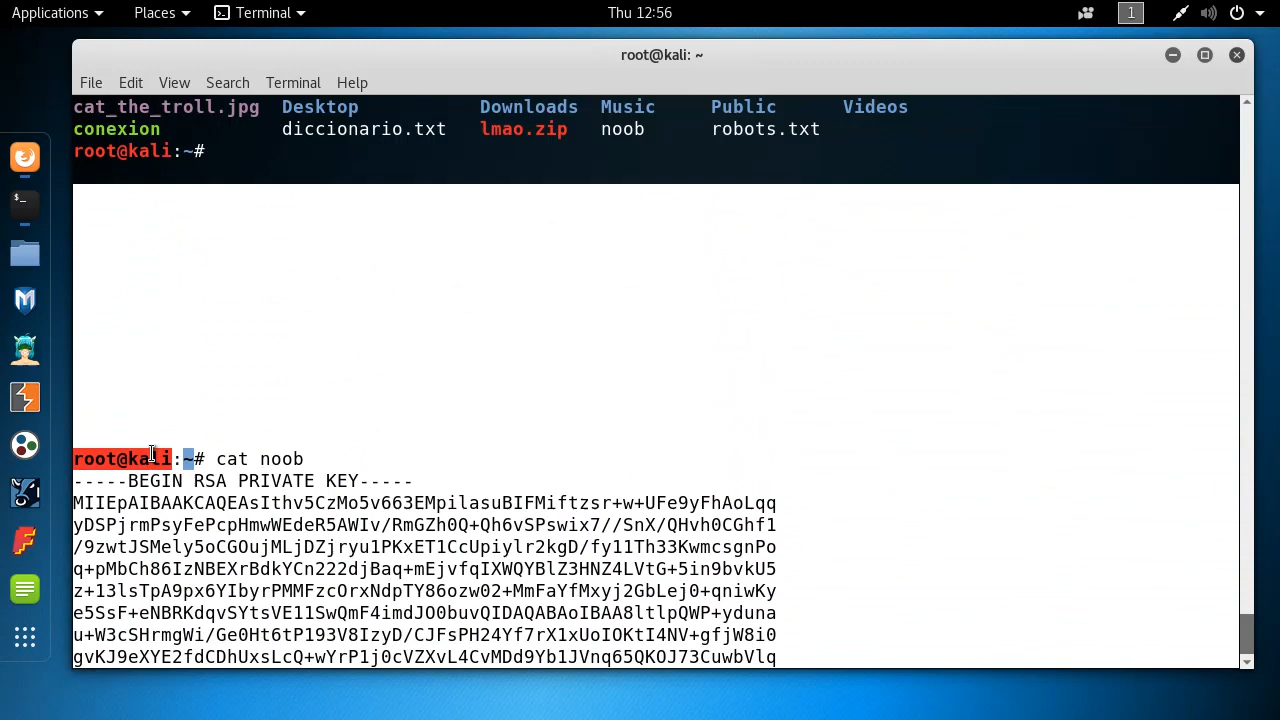 Applications Places Terminal Thu 12:56 1
root@kali: ~
File Edit View Search Terminal Help
cat_the_troll.jpg Desktop Downloads Music Public Videos
conexion diccionario.txt lmao.zip noob robots.txt
root@kali:~#
root@kali:~# cat noob
-----BEGIN RSA PRIVATE KEY-----
MIIEpAIBAAKCAQEAsIthv5CzMo5v663EMpilasuBIFMiftzsr+w+UFe9yFhAoLqq
yDSPjrmPsyFePcpHmwWEdeR5AWIv/RmGZh0Q+Qh6vSPswix7//SnX/QHvh0CGhf1
/9zwtJSMely5oCGOujMLjDZjryu1PKxET1CcUpiylr2kgD/fy11Th33KwmcsgnPo
q+pMbCh86IzNBEXrBdkYCn222djBaq+mEjvfqIXWQYBlZ3HNZ4LVtG+5in9bvkU5
z+13lsTpA9px6YIbyrPMMFzcOrxNdpTY86ozw02+MmFaYfMxyj2GbLej0+qniwKy
e5SsF+eNBRKdqvSYtsVE11SwQmF4imdJO0buvQIDAQABAoIBAA8ltlpQWP+yduna
u+W3cSHrmgWi/Ge0Ht6tP193V8IzyD/CJFsPH24Yf7rX1xUoIOKtI4NV+gfjW8i0
gvKJ9eXYE2fdCDhUxsLcQ+wYrP1j0cVZXvL4CvMDd9Yb1JVnq65QKOJ73CuwbVlq